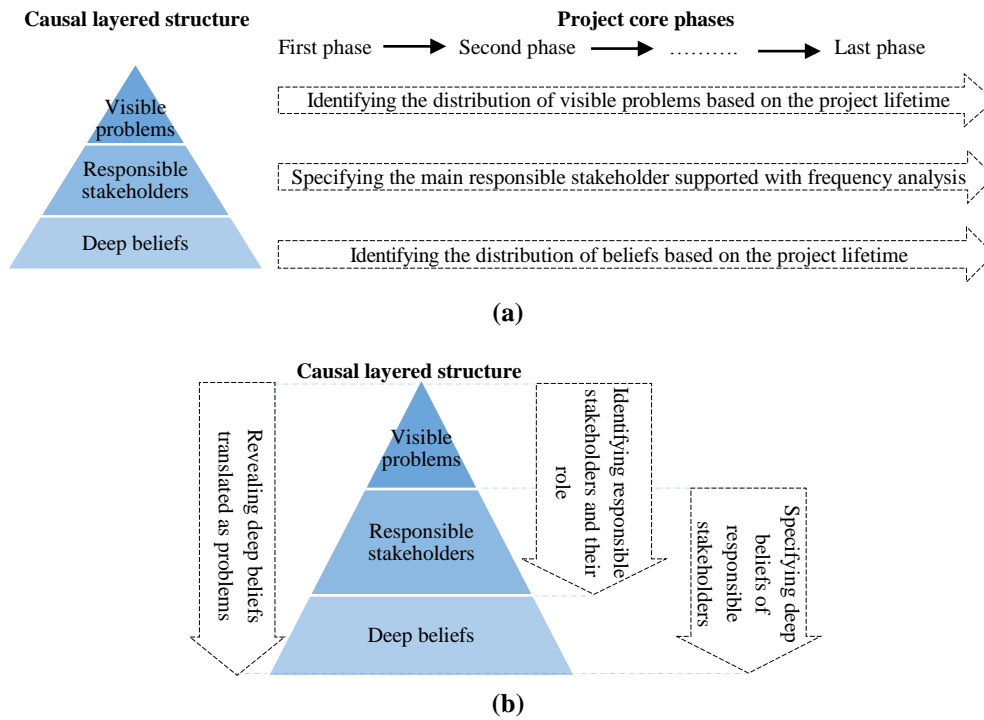 Causal layered structure
Project core phases
First phase
Second phase
……….
Last phase
Visible
problems
Responsible
stakeholders
Deep beliefs
Identifying the distribution of visible problems based on the project lifetime
Specifying the main responsible stakeholder supported with frequency analysis
Identifying the distribution of beliefs based on the project lifetime
(a)
Causal layered structure
Revealing deep beliefs
translated as problems
Visible
problems
Responsible
stakeholders
Deep beliefs
Identifying responsible
stakeholders and their
role
Specifying deep
beliefs of
responsible
stakeholders
(b)